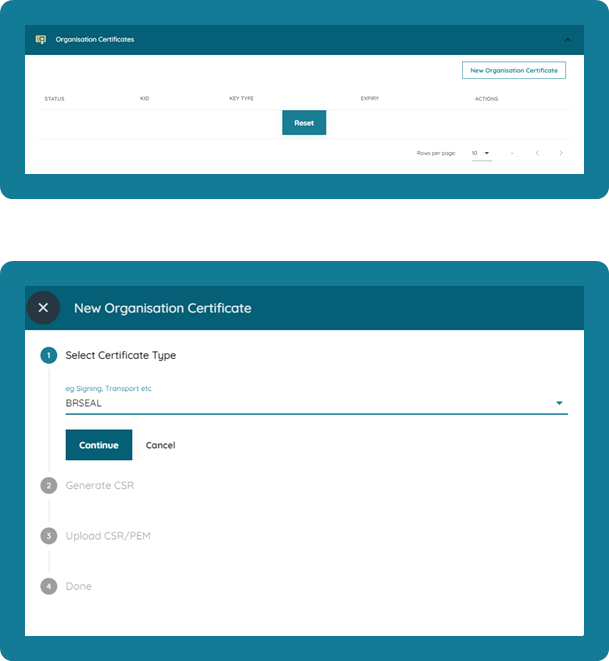 Organisation Certificates
New Organisation Certificate
STATUS KID KEY TYPE EXPIRY ACTIONS
Reset
Rows per page: 10 -
New Organisation Certificate
1 Select Certificate Type
eg Signing, Transport etc
BRSEAL
Continue Cancel
2 Generate CSR
3 Upload CSR/PEM
4 Done